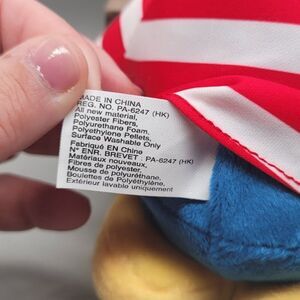 MADE IN CHINA
REG. NO. PA-6247 (HK)
All new material,
Polyester Fibers,
Polyurethane Foam,
Polyethylene Pellets,
Surface Washable Only
Fabriqué EN Chine
N° ENR. BREVET : PA-6247 (HK)
Matériaux nouveaux.
Fibres de Polyester,
Mousse de polyuréthane.
Boulettes de Polyéthylène,
Extérieur lavable uniquement